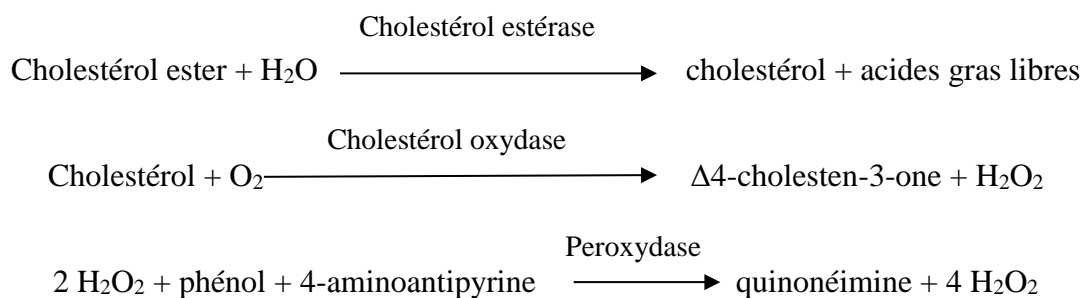 Cholestérol estérase
Cholestérol ester + H₂O cholestérol + acides gras libres
Cholestérol oxydase
Cholestérol + O₂ Δ4-cholesten-3-one + H₂O₂
Peroxydase
2 H₂O₂ + phénol + 4-aminoantipyrine quinonéimine + 4 H₂O₂